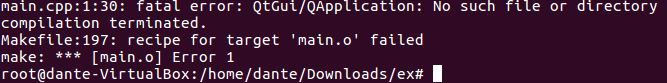 main.cpp:1:30: fatal error: QtGui/QApplication: No such file or directory
compilation terminated.
Makefile:197: recipe for target 'main.o' failed
make: *** [main.o] Error 1
root@dante-VirtualBox:/home/dante/Downloads/ex#